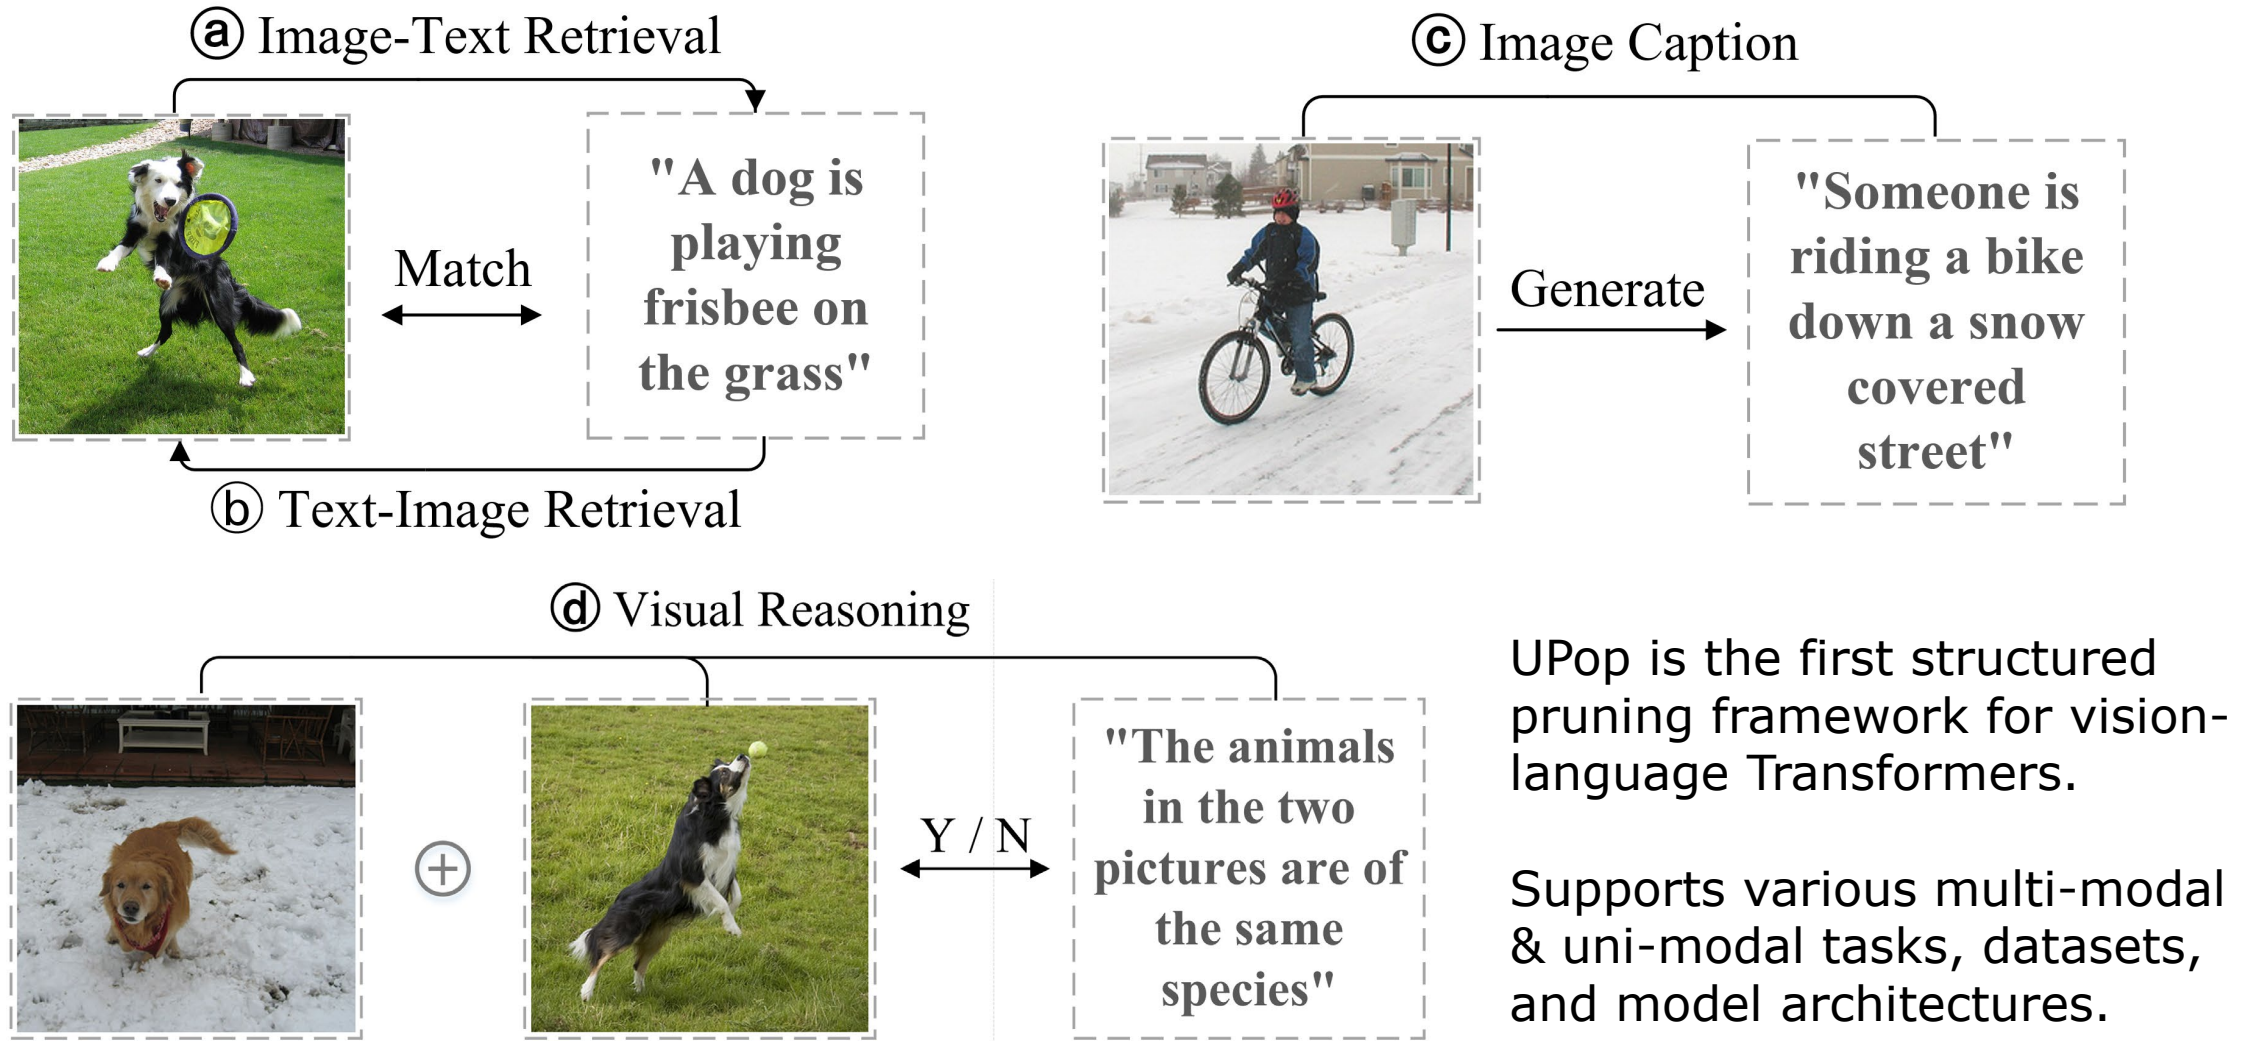 ⓐ Image-Text Retrieval
"A dog is
playing
frisbee on
the grass"
Match
ⓑ Text-Image Retrieval
ⓒ Image Caption
Generate
"Someone is
riding a bike
down a snow
covered
street"
ⓓ Visual Reasoning
Y / N
"The animals
in the two
pictures are of
the same
species"
UPop is the first structured
pruning framework for vision-
language Transformers.
Supports various multi-modal
& uni-modal tasks, datasets,
and model architectures.